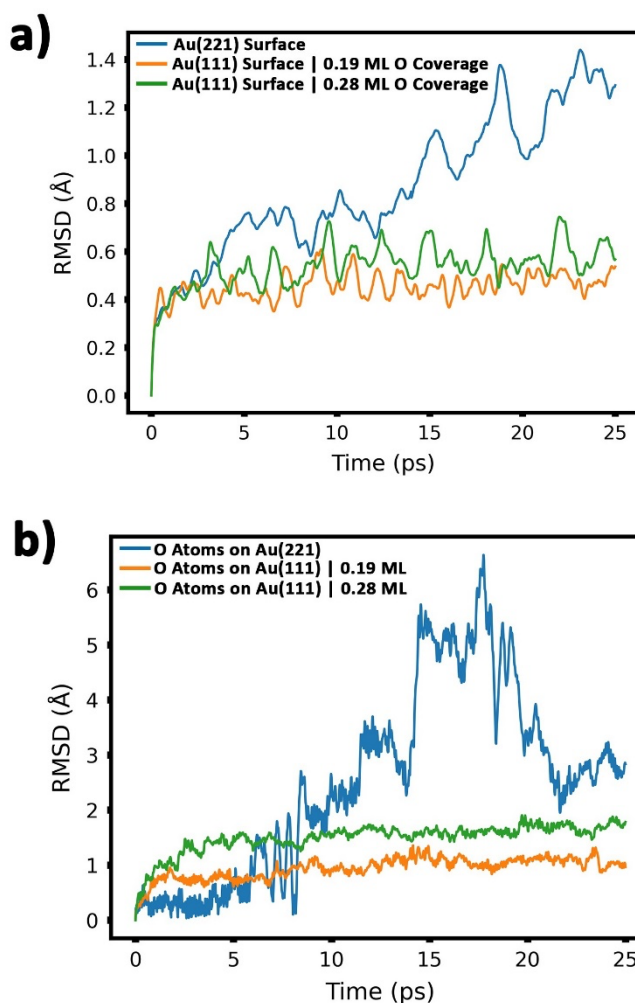 a)
Au(221) Surface
Au(111) Surface | 0.19 ML O Coverage
Au(111) Surface | 0.28 ML O Coverage
RMSD (Å)
1.4
1.2
1.0
0.8
0.6
0.4
0.2
0.0
0 5 10 15 20 25
Time (ps)
b)
O Atoms on Au(221)
O Atoms on Au(111) | 0.19 ML
O Atoms on Au(111) | 0.28 ML
RMSD (Å)
6
5
4
3
2
1
0
0 5 10 15 20 25
Time (ps)